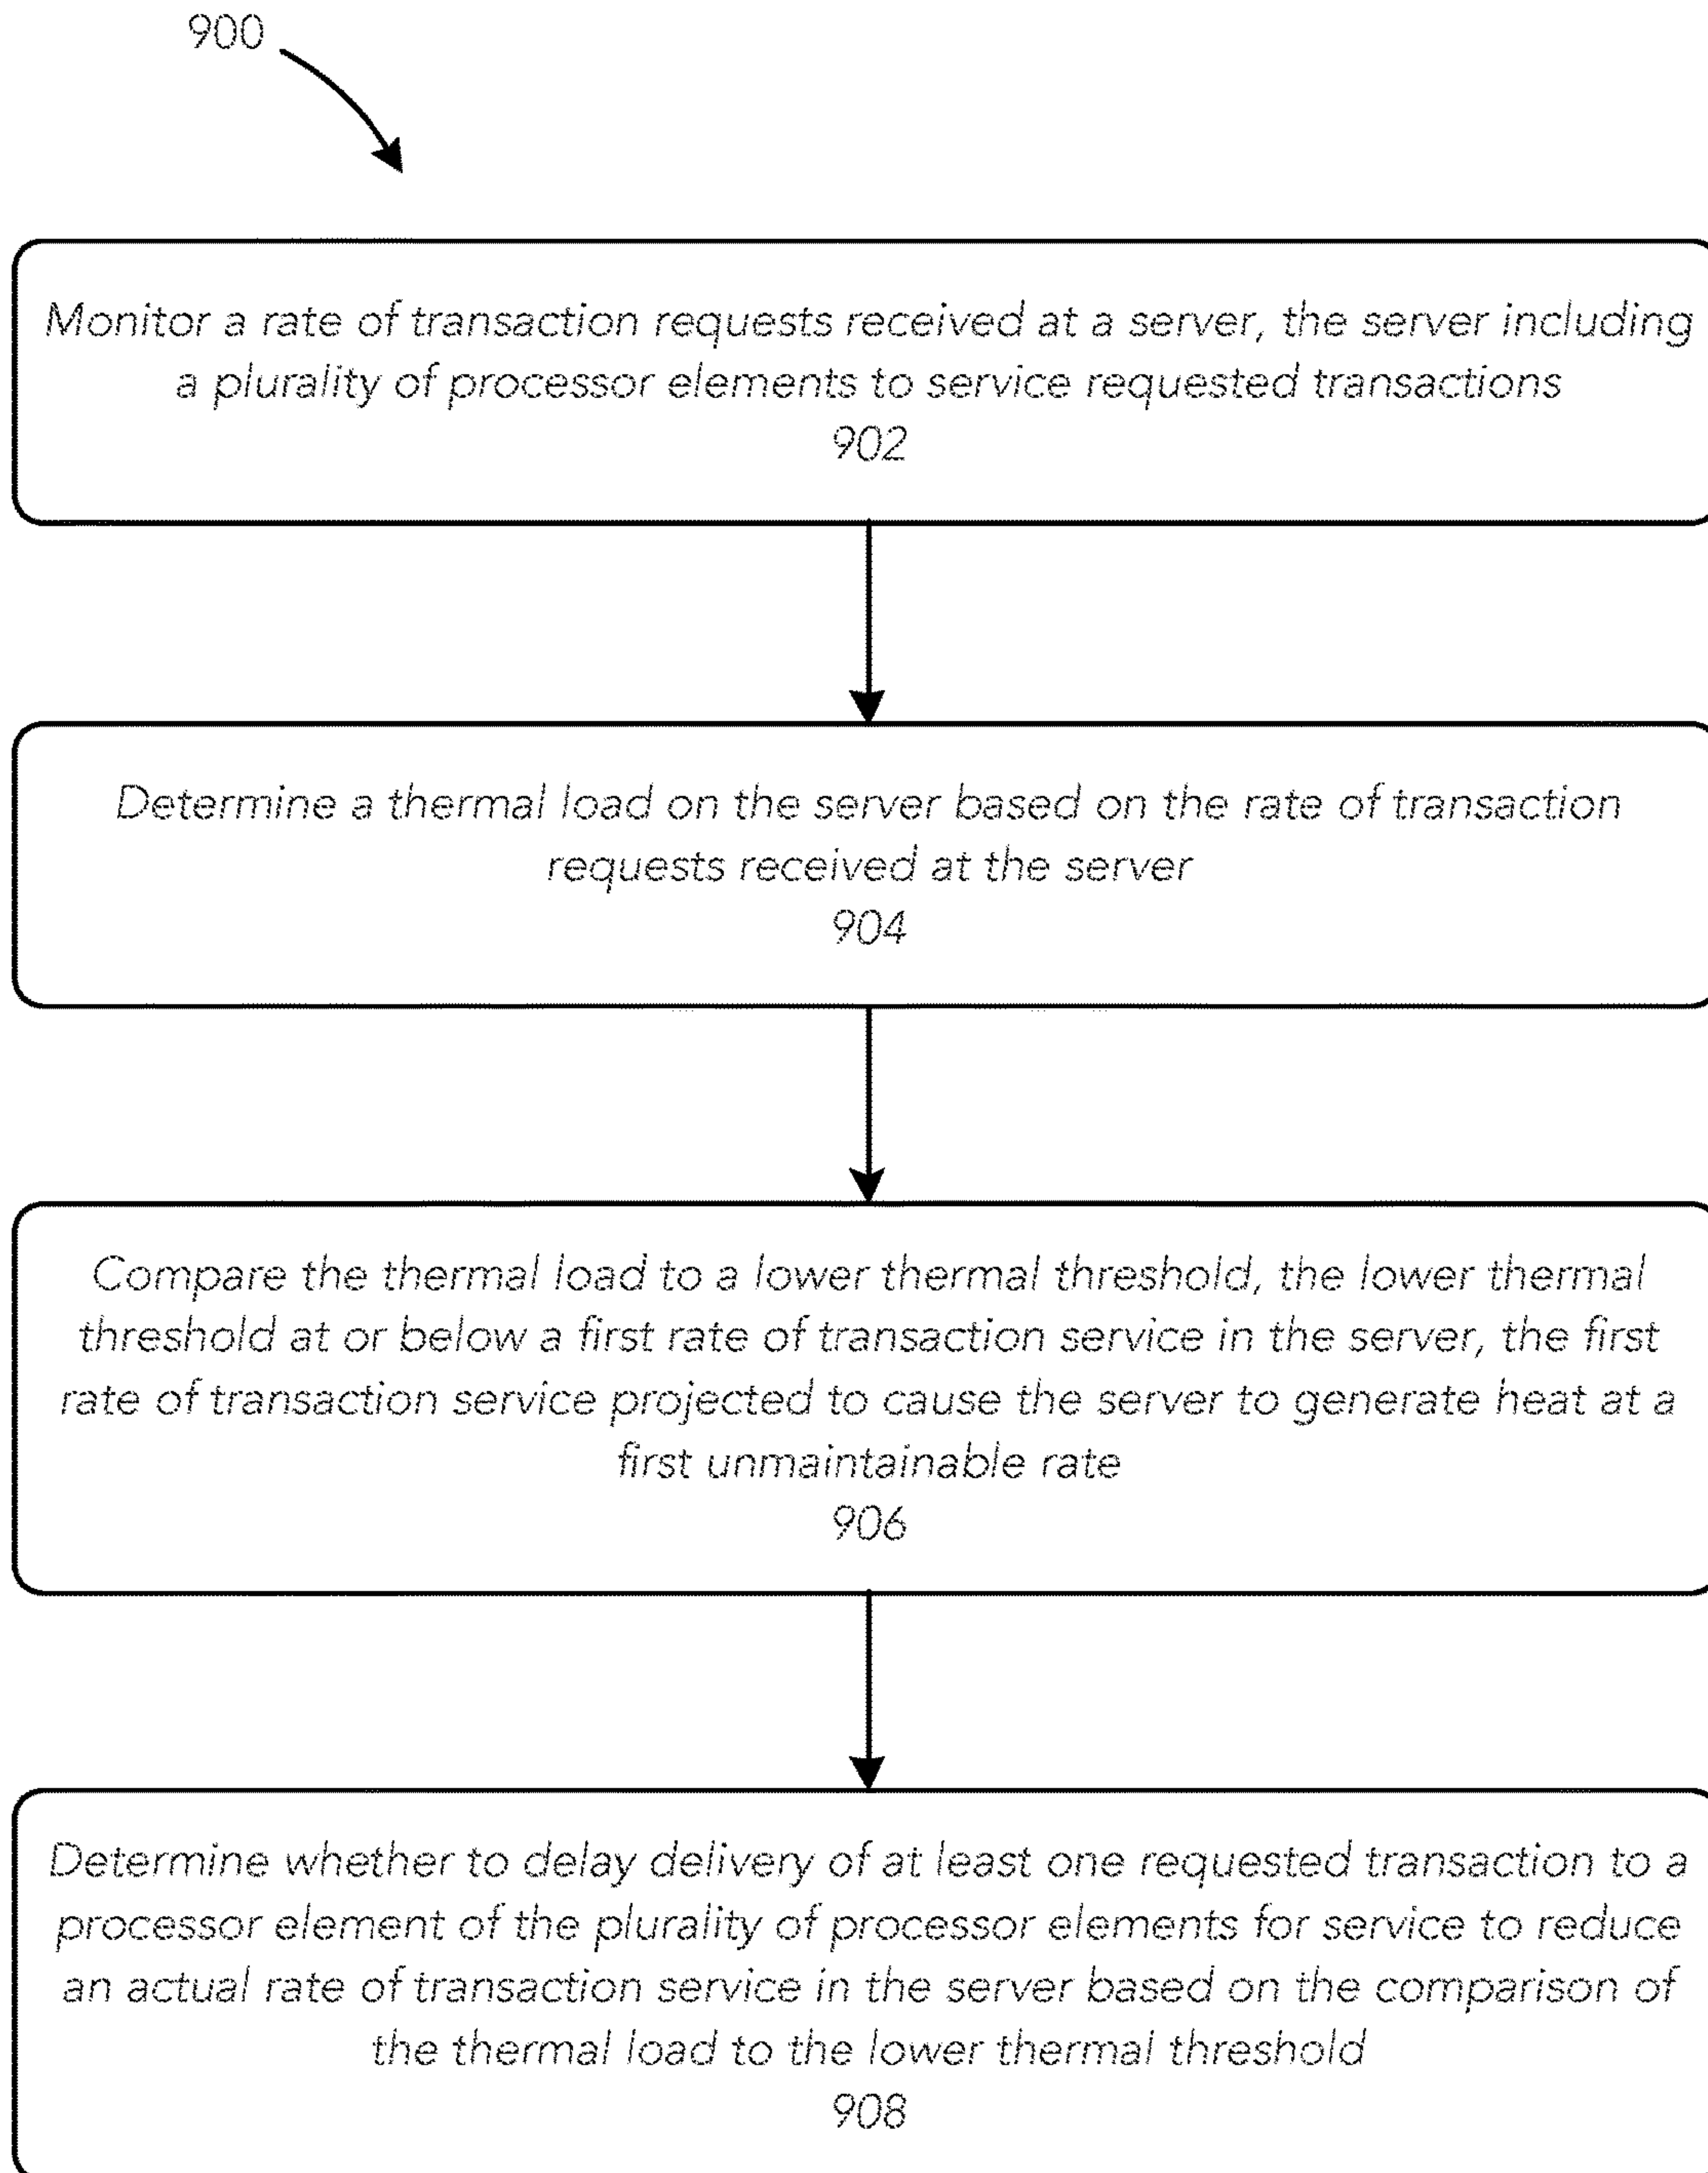 900
Monitor a rate of transaction requests received at a server, the server including
a plurality of processor elements to service requested transactions
902
Determine a thermal load on the server based on the rate of transaction
requests received at the server
904
Compare the thermal load to a lower thermal threshold, the lower thermal
threshold at or below a first rate of transaction service in the server, the first
rate of transaction service projected to cause the server to generate heat at a
first unmaintainable rate
906
Determine whether to delay delivery of at least one requested transaction to a
processor element of the plurality of processor elements for service to reduce
an actual rate of transaction service in the server based on the comparison of
the thermal load to the lower thermal threshold
908